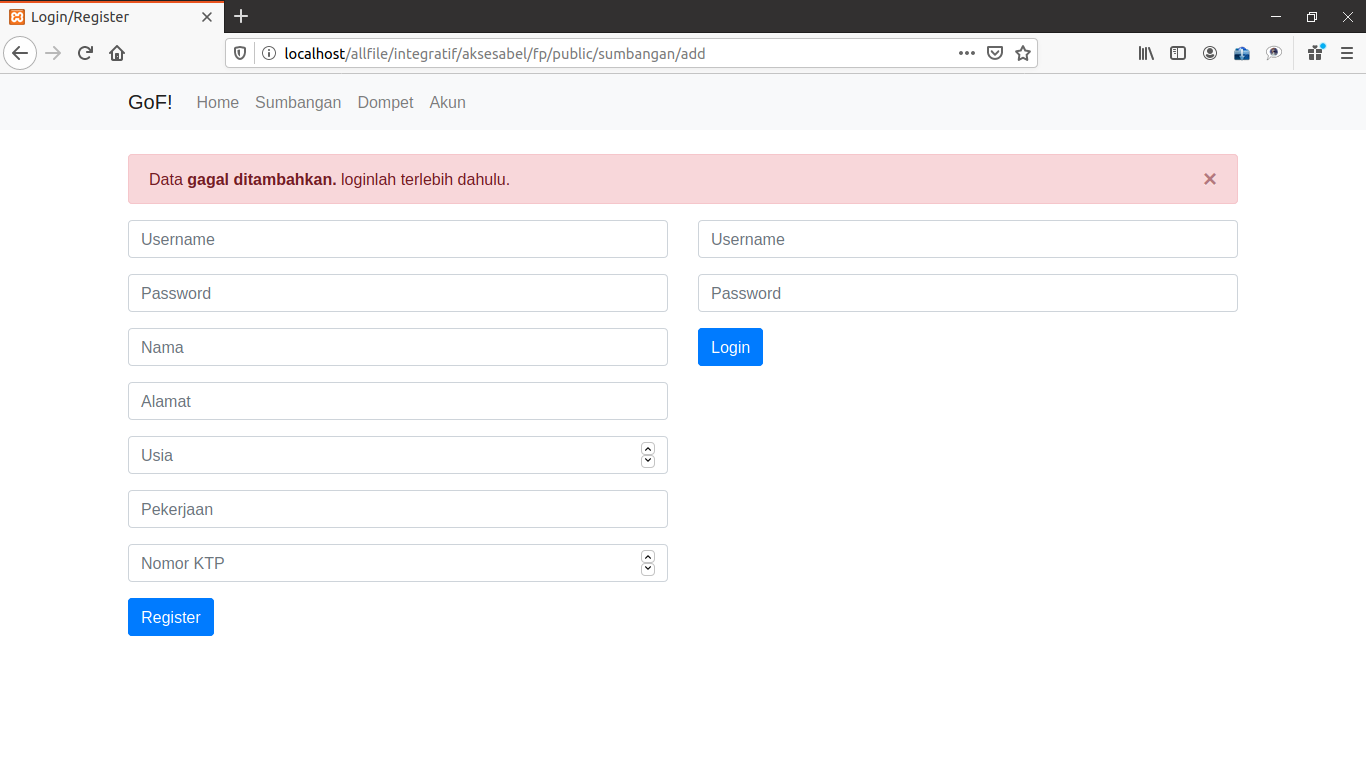 Login/Register
localhost/allfile/integratif/aksesabel/fp/public/sumbangan/add
GoF! Home Sumbangan Dompet Akun
Data gagal ditambahkan. loginlah terlebih dahulu.
Username
Password
Nama
Alamat
Usia
Pekerjaan
Nomor KTP
Register
Username
Password
Login